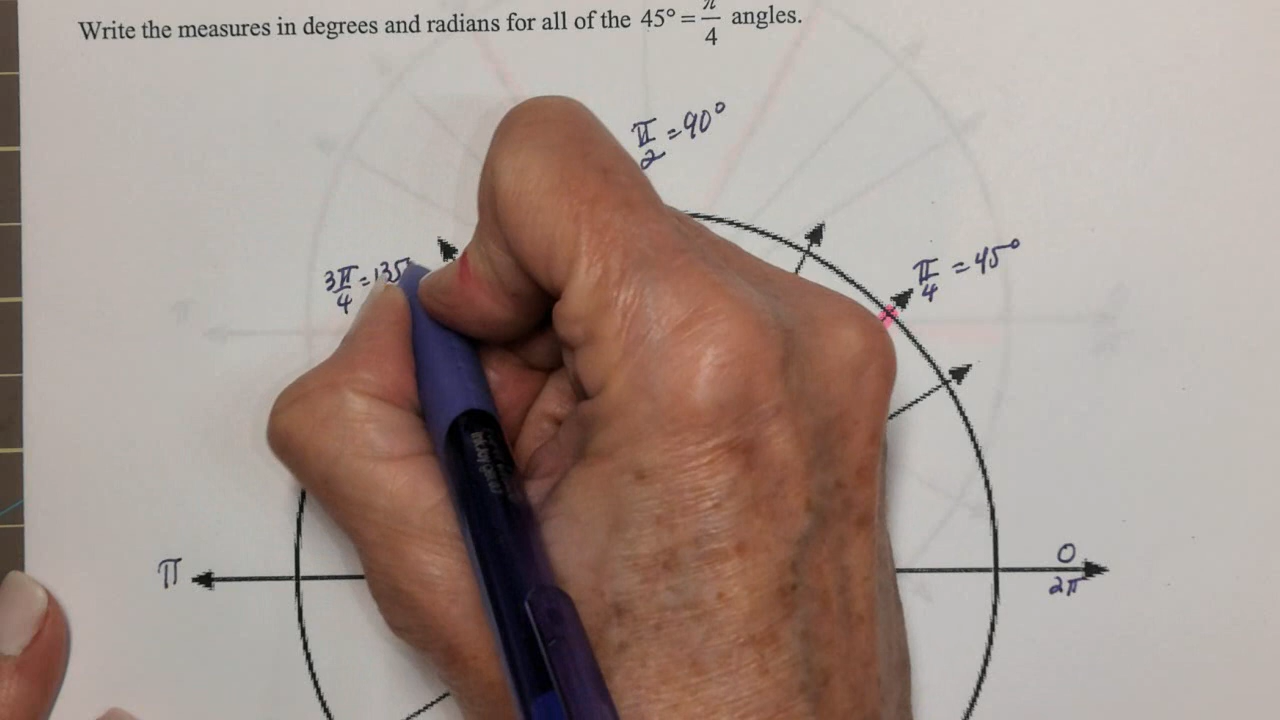 Write the measures in degrees and radians for all of the 45° = π/4 angles.
π/2 = 90°
π/4 = 45°
3π/4 = 135
π
0
2π